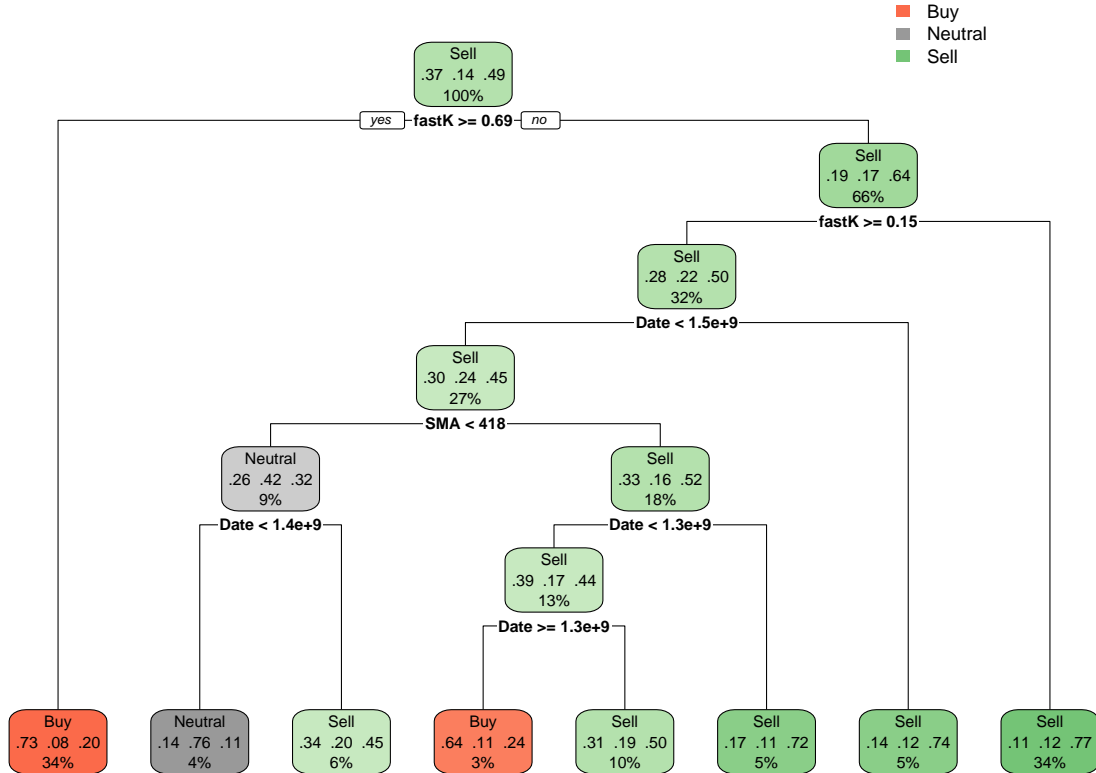 Buy
Neutral
Sell
Sell
.37 .14 .49
100%
yes fastK >= 0.69 no
Sell
.19 .17 .64
66%
fastK >= 0.15
Sell
.28 .22 .50
32%
Date < 1.5e+9
Sell
.30 .24 .45
27%
SMA < 418
Neutral
.26 .42 .32
9%
Date < 1.4e+9
Sell
.33 .16 .52
18%
Date < 1.3e+9
Sell
.39 .17 .44
13%
Date >= 1.3e+9
Buy
.73 .08 .20
34%
Neutral
.14 .76 .11
4%
Sell
.34 .20 .45
6%
Buy
.64 .11 .24
3%
Sell
.31 .19 .50
10%
Sell
.17 .11 .72
5%
Sell
.14 .12 .74
5%
Sell
.11 .12 .77
34%